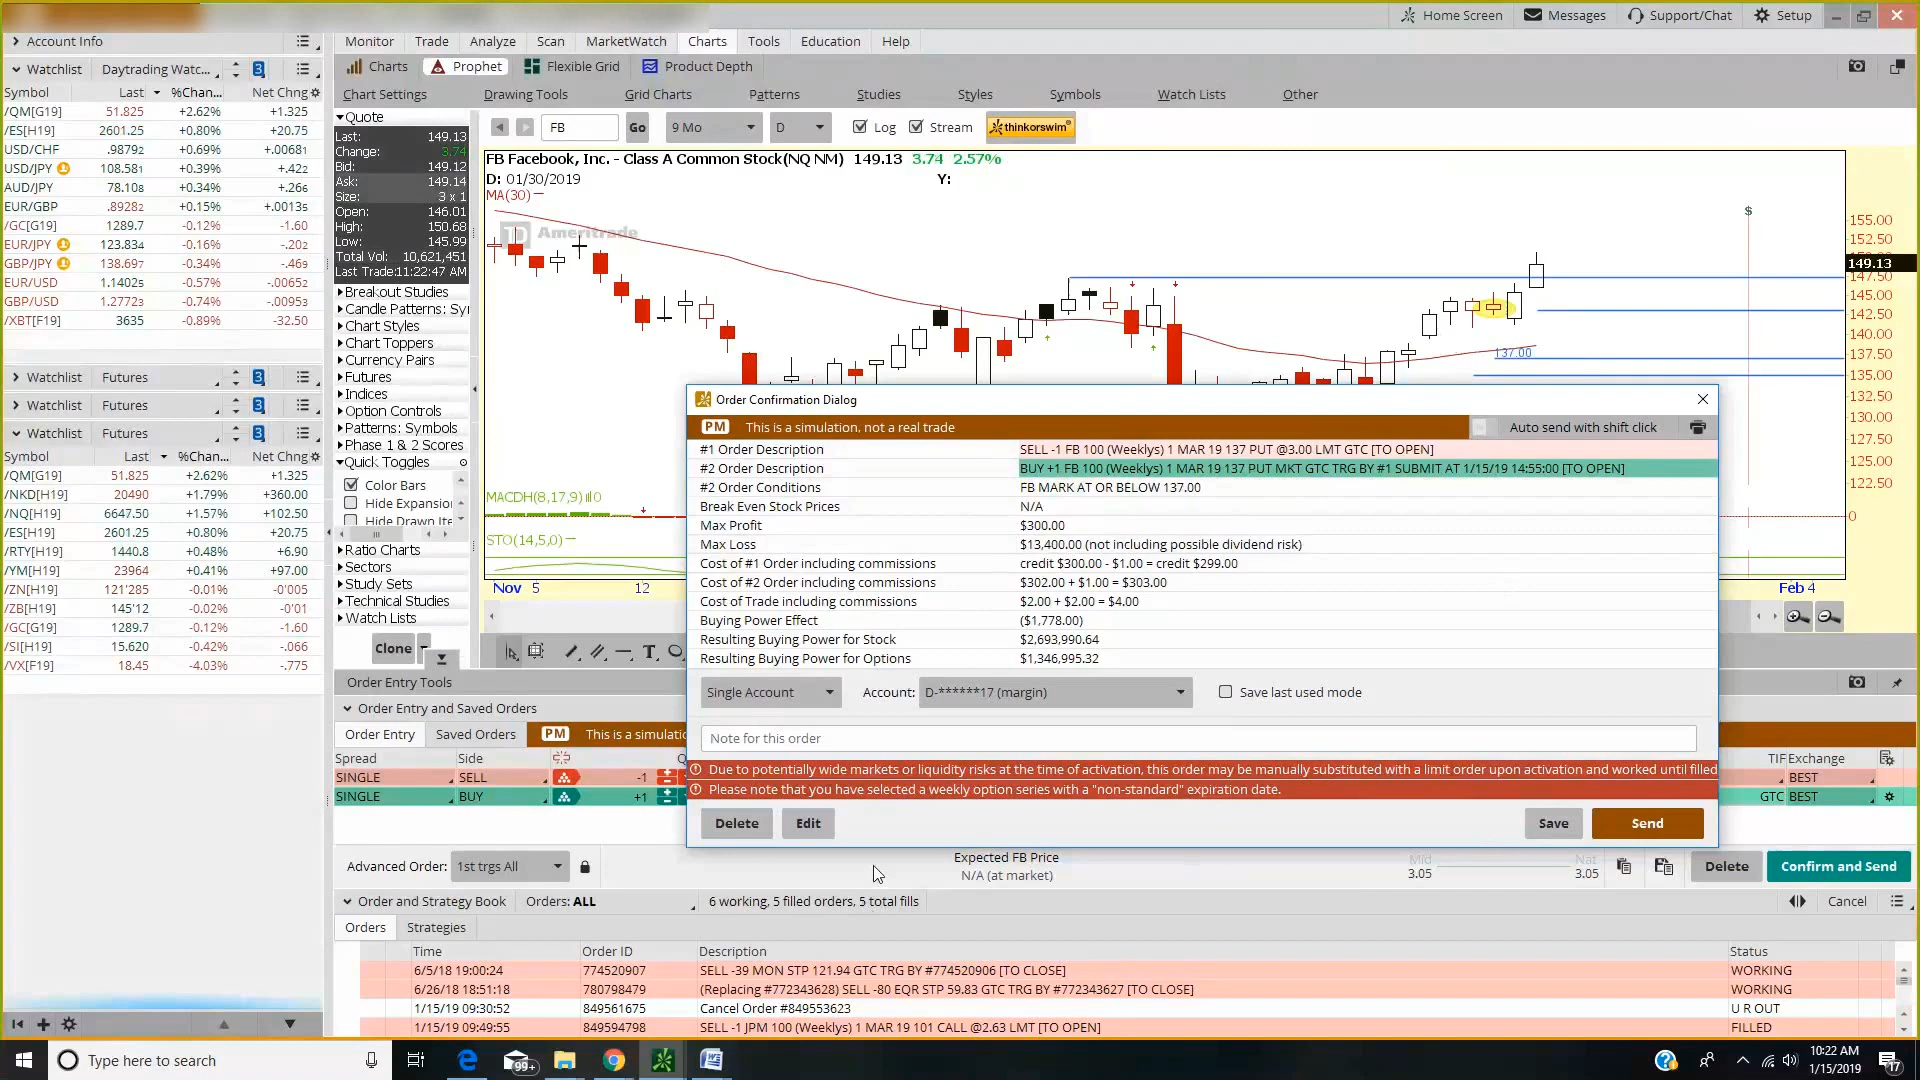 Home Screen Messages Support/Chat Setup
Account Info
Monitor Trade Analyze Scan MarketWatch Charts Tools Education Help
Watchlist Daytrading Watc... 3
Charts Prophet Flexible Grid Product Depth
Symbol Last %Chan... Net Chng
Chart Settings Drawing Tools Grid Charts Patterns Studies Styles Symbols Watch Lists Other
/QM[G19] 51.825 +2.62% +1.325
/ES[H19] 2601.25 +0.80% +20.75
USD/CHF .98792 +0.69% +.00681
USD/JPY 108.581 +0.39% +.422
AUD/JPY 78.108 +0.34% +.266
EUR/GBP .89282 +0.15% +.00135
/GC[G19] 1289.7 -0.12% -1.60
EUR/JPY 123.834 -0.16% -.202
GBP/JPY 138.697 -0.34% -.469
EUR/USD 1.14025 -0.57% -.00652
GBP/USD 1.27723 -0.74% -.00953
/XBT[F19] 3635 -0.89% -32.50
Watchlist Futures 3
Watchlist Futures 3
Watchlist Futures 3
Symbol Last %Chan... Net Chng
/QM[G19] 51.825 +2.62% +1.325
/NKD[H19] 20490 +1.79% +360.00
/NQ[H19] 6647.50 +1.57% +102.50
/ES[H19] 2601.25 +0.80% +20.75
/RTY[H19] 1440.8 +0.48% +6.90
/YM[H19] 23964 +0.41% +97.00
/ZN[H19] 121'285 -0.01% -0'005
/ZB[H19] 145'12 -0.02% -0'01
/GC[G19] 1289.7 -0.12% -1.60
/SI[H19] 15.620 -0.42% -.066
/VX[F19] 18.45 -4.03% -.775
Quote
Last: 149.13
Change: 3.74
Bid: 149.12
Ask: 149.14
Size: 3 x 1
Open: 146.01
High: 150.68
Low: 145.99
Total Vol: 10,621,451
Last Trade: 11:22:47 AM
Breakout Studies
Candle Patterns: Syr
Chart Styles
Chart Toppers
Currency Pairs
Futures
Indices
Option Controls
Patterns: Symbols
Phase 1 & 2 Scores
Quick Toggles
Color Bars
Hide Expansion
Hide Drawn Ite
Ratio Charts
Sectors
Study Sets
Technical Studies
Watch Lists
Clone
FB Go 9 Mo D Log Stream thinkorswim
FB Facebook, Inc. - Class A Common Stock(NQ NM) 149.13 3.74 2.57%
D: 01/30/2019 Y:
MA(30)
TD Ameritrade
$
155.00
152.50
149.13
147.50
145.00
142.50
140.00
137.50
135.00
132.50
130.00
127.50
125.00
122.50
0
137.00
MACDH(8,17,9) 0
STO(14,5,0)
Nov 5 12 Feb 4
Order Confirmation Dialog
PM This is a simulation, not a real trade Auto send with shift click
#1 Order Description SELL -1 FB 100 (Weeklys) 1 MAR 19 137 PUT @3.00 LMT GTC [TO OPEN]
#2 Order Description BUY +1 FB 100 (Weeklys) 1 MAR 19 137 PUT MKT GTC TRG BY #1 SUBMIT AT 1/15/19 14:55:00 [TO OPEN]
#2 Order Conditions FB MARK AT OR BELOW 137.00
Break Even Stock Prices N/A
Max Profit $300.00
Max Loss $13,400.00 (not including possible dividend risk)
Cost of #1 Order including commissions credit $300.00 - $1.00 = credit $299.00
Cost of #2 Order including commissions $302.00 + $1.00 = $303.00
Cost of Trade including commissions $2.00 + $2.00 = $4.00
Buying Power Effect ($1,778.00)
Resulting Buying Power for Stock $2,693,990.64
Resulting Buying Power for Options $1,346,995.32
Single Account Account: D-******17 (margin) Save last used mode
Note for this order
Due to potentially wide markets or liquidity risks at the time of activation, this order may be manually substituted with a limit order upon activation and worked until filled
Please note that you have selected a weekly option series with a "non-standard" expiration date.
Delete Edit Save Send
Order Entry Tools
Order Entry and Saved Orders
Order Entry Saved Orders PM This is a simulatio
Spread Side Q TIF Exchange
SINGLE SELL -1 BEST
SINGLE BUY +1 GTC BEST
Advanced Order: 1st trgs All
Expected FB Price
N/A (at market)
Mid Nat
3.05 3.05
Delete Confirm and Send
Order and Strategy Book Orders: ALL 6 working, 5 filled orders, 5 total fills Cancel
Orders Strategies
Time Order ID Description Status
6/5/18 19:00:24 774520907 SELL -39 MON STP 121.94 GTC TRG BY #774520906 [TO CLOSE] WORKING
6/26/18 18:51:18 780798479 (Replacing #772343628) SELL -80 EQR STP 59.83 GTC TRG BY #772343627 [TO CLOSE] WORKING
1/15/19 09:30:52 849561675 Cancel Order #849553623 U R OUT
1/15/19 09:49:55 849594798 SELL -1 JPM 100 (Weeklys) 1 MAR 19 101 CALL @2.63 LMT [TO OPEN] FILLED
Type here to search 99+ 10:22 AM
1/15/2019 17